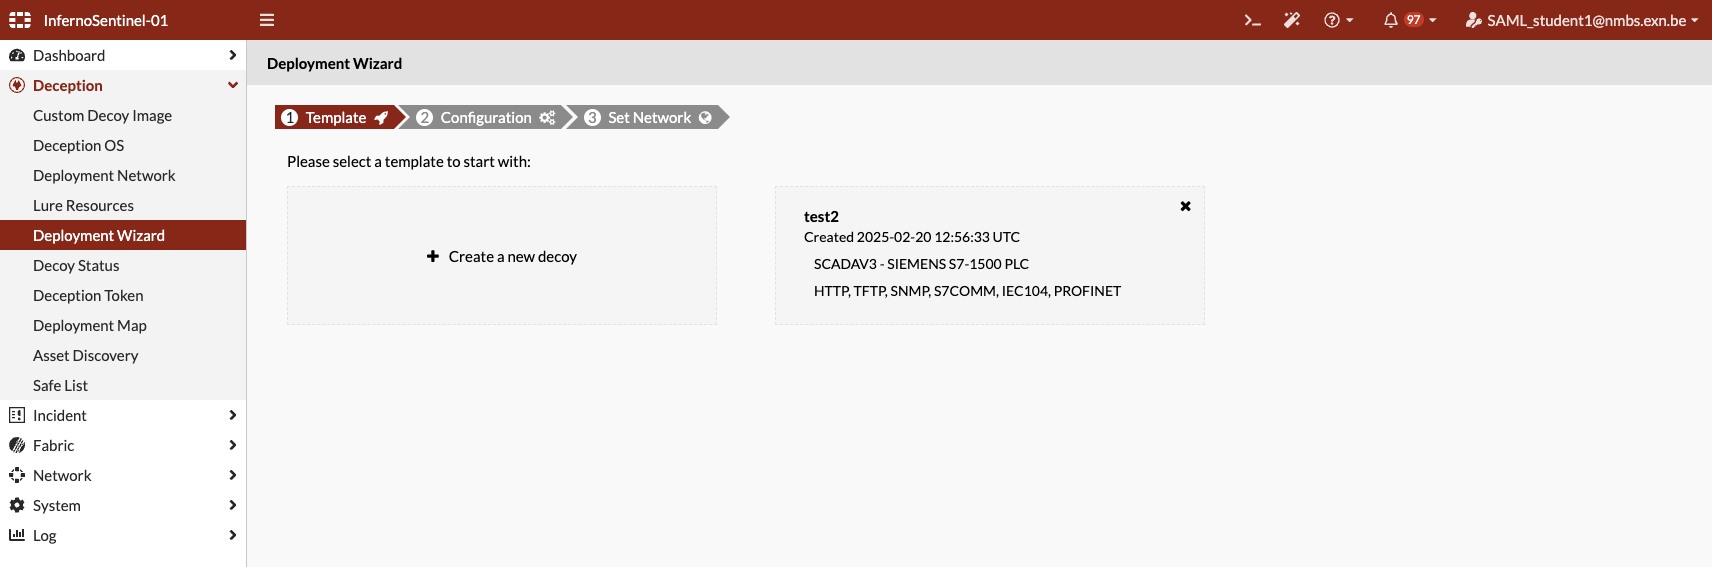 InfernoSentinel-01
97
SAML_student1@nmbs.exn.be
Dashboard
Deception
Custom Decoy Image
Deception OS
Deployment Network
Lure Resources
Deployment Wizard
Decoy Status
Deception Token
Deployment Map
Asset Discovery
Safe List
Incident
Fabric
Network
System
Log
Deployment Wizard
1 Template
2 Configuration
3 Set Network
Please select a template to start with:
Create a new decoy
test2
Created 2025-02-20 12:56:33 UTC
SCADAV3 - SIEMENS S7-1500 PLC
HTTP, TFTP, SNMP, S7COMM, IEC104, PROFINET